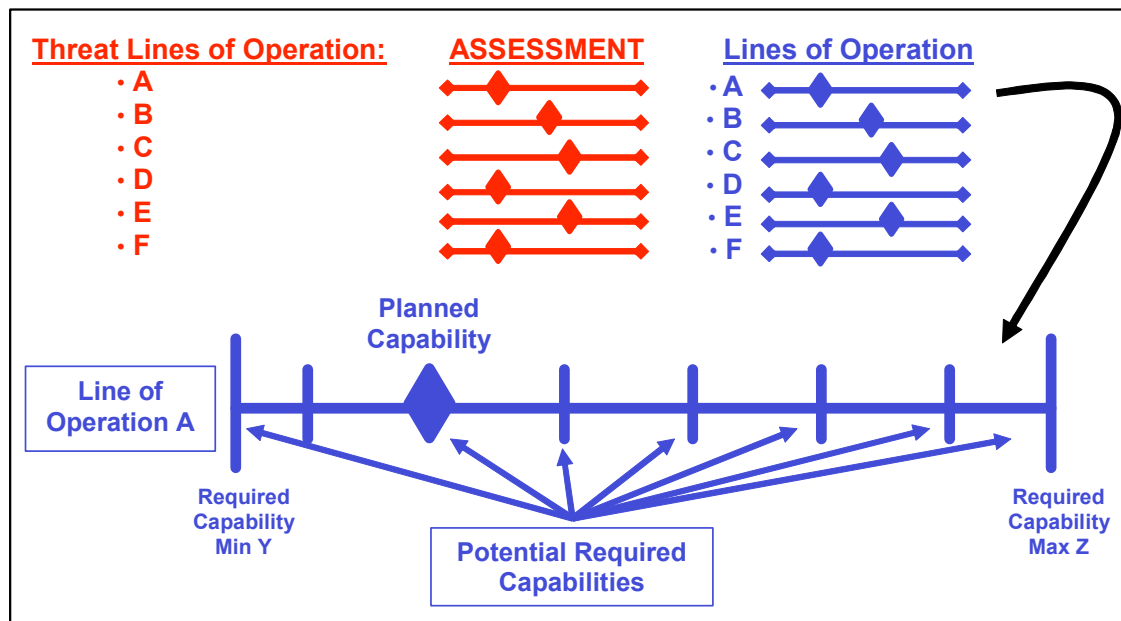 Threat Lines of Operation:
· A
· B
· C
· D
· E
· F
ASSESSMENT
Lines of Operation
· A
· B
· C
· D
· E
· F
Planned
Capability
Line of
Operation A
Required
Capability
Min Y
Potential Required
Capabilities
Required
Capability
Max Z